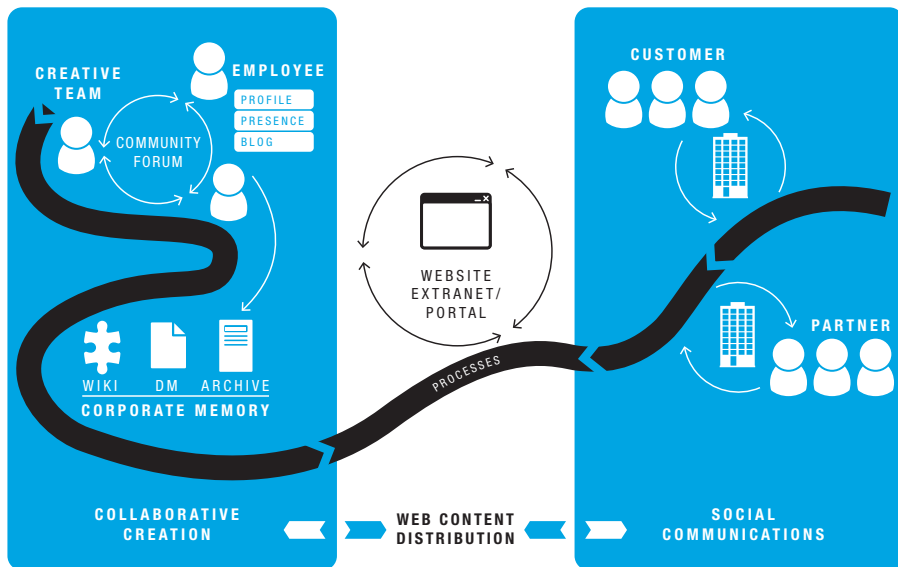 CREATIVE
TEAM
EMPLOYEE
PROFILE
PRESENCE
BLOG
COMMUNITY
FORUM
WIKI
DM
ARCHIVE
CORPORATE MEMORY
COLLABORATIVE
CREATION
WEBSITE
EXTRANET/
PORTAL
PROCESSES
WEB CONTENT
DISTRIBUTION
CUSTOMER
PARTNER
SOCIAL
COMMUNICATIONS